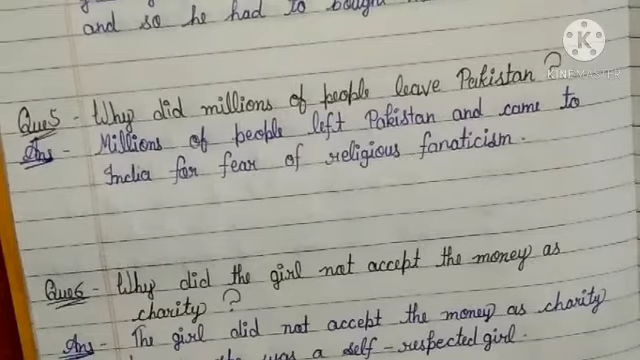 and so he had to bought
Que5 - Why did millions of people leave Pakistan?
Ans - Millions of people left Pakistan and came to
India for fear of religious fanaticism.
Que6 - Why did the girl not accept the money as
charity?
Ans - The girl did not accept the money as charity
was a self-respected girl.
KINEMASTER